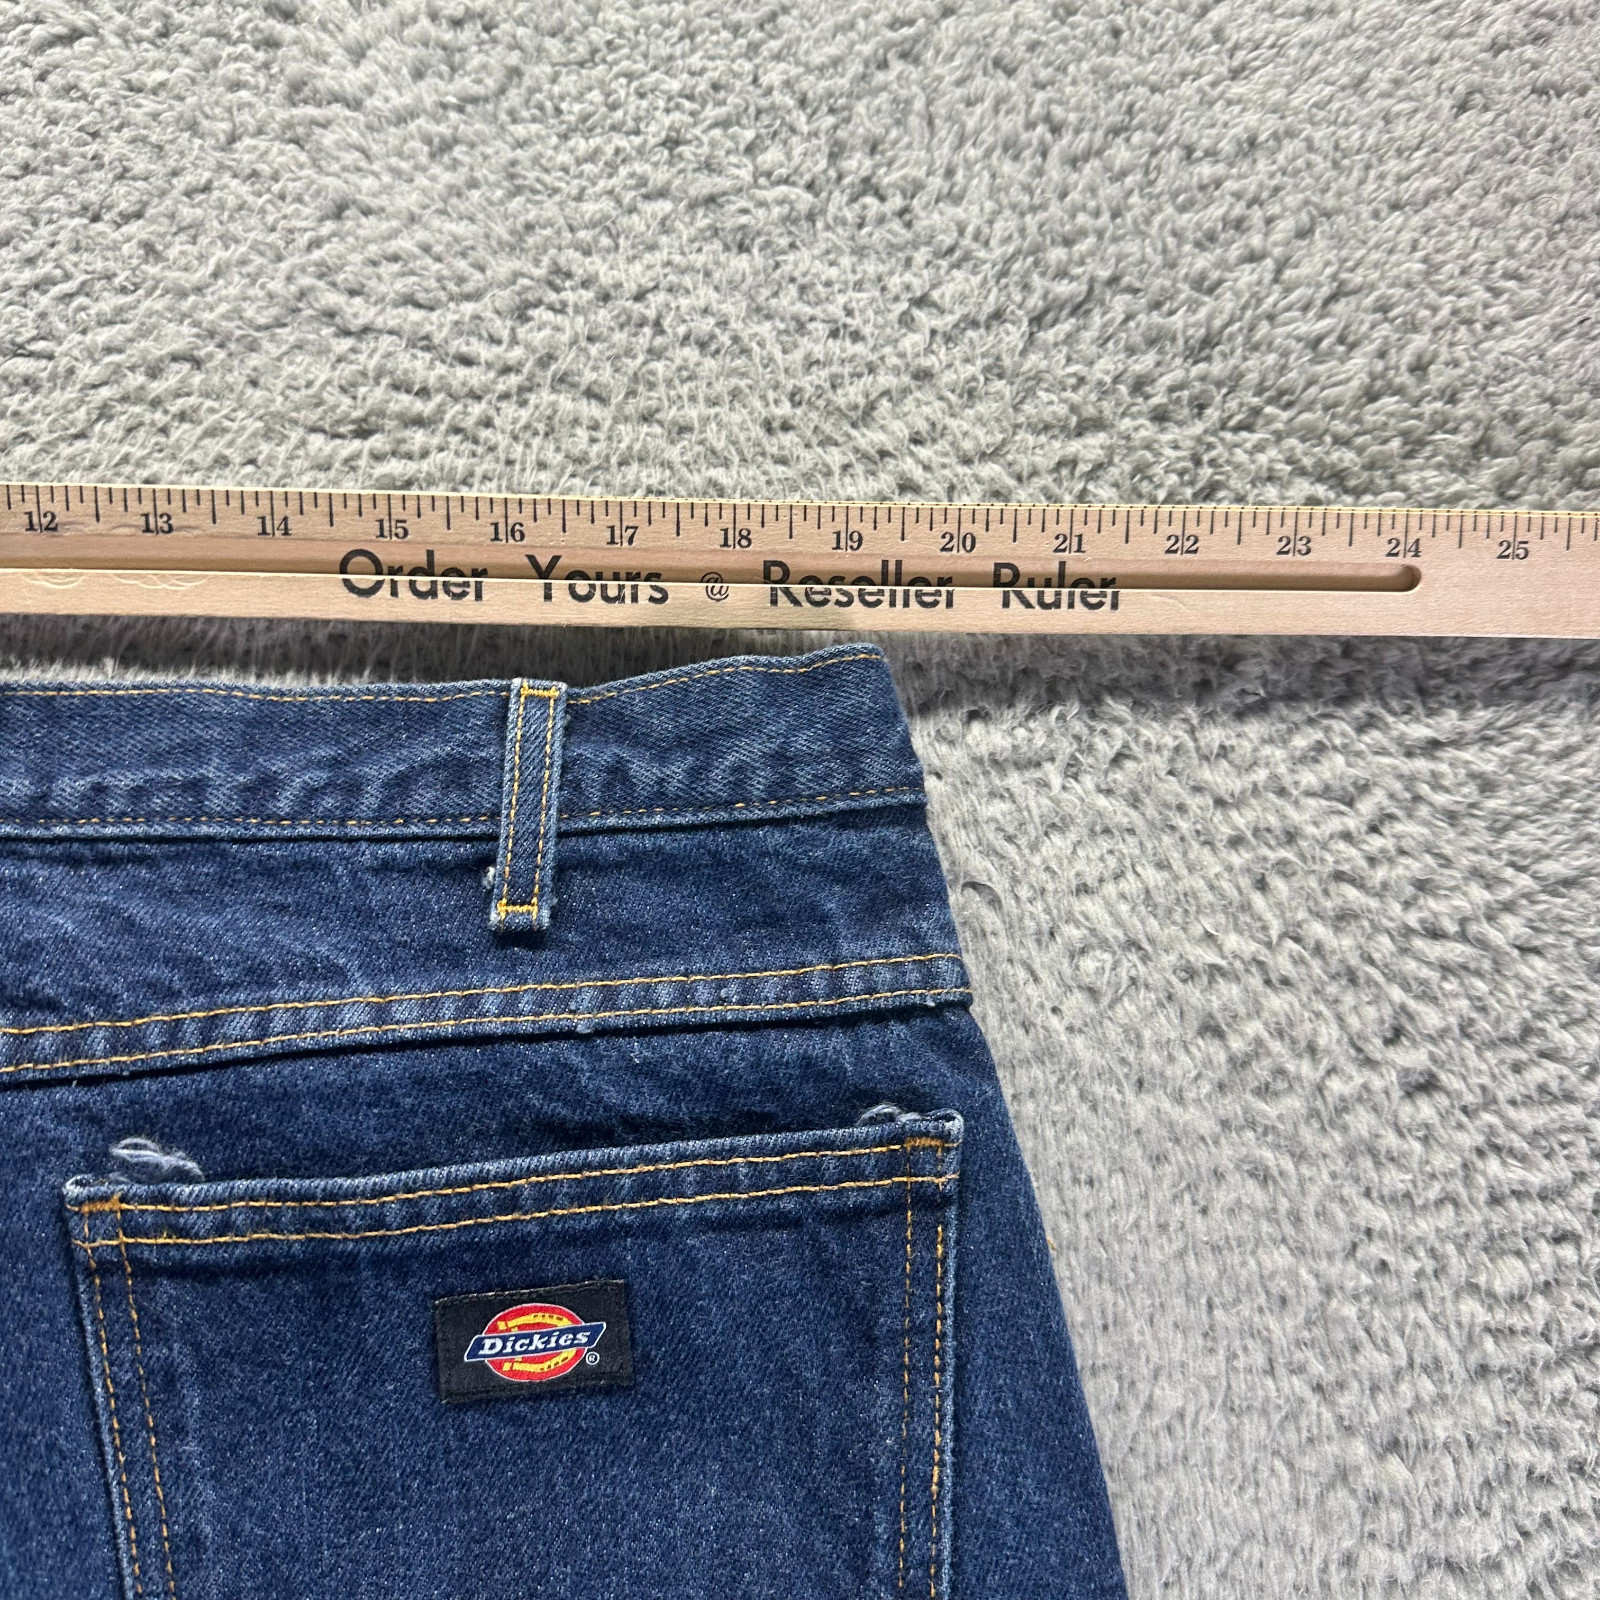 12 13 14 15 16 17 18 19 20 21 22 23 24 25
Order Yours @ Reseller Ruler
Dickies ®